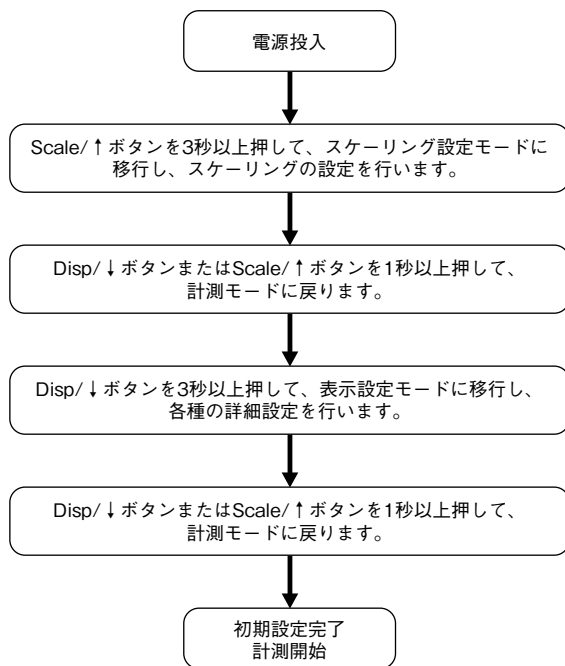 電源投入
Scale/↑ボタンを3秒以上押して、スケーリング設定モードに
移行し、スケーリングの設定を行います。
Disp/↓ボタンまたはScale/↑ボタンを1秒以上押して、
計測モードに戻ります。
Disp/↓ボタンを3秒以上押して、表示設定モードに移行し、
各種の詳細設定を行います。
Disp/↓ボタンまたはScale/↑ボタンを1秒以上押して、
計測モードに戻ります。
初期設定完了
計測開始